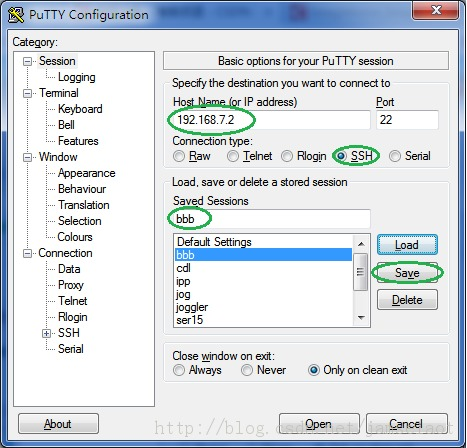 PuTTY Configuration
Category:
Session
Logging
Terminal
Keyboard
Bell
Features
Window
Appearance
Behaviour
Translation
Selection
Colours
Connection
Data
Proxy
Telnet
Rlogin
SSH
Serial
Basic options for your PuTTY session
Specify the destination you want to connect to
Host Name (or IP address) Port
192.168.7.2 22
Connection type:
Raw Telnet Rlogin SSH Serial
Load, save or delete a stored session
Saved Sessions
bbb
Default Settings
bbb
cdl
ipp
jog
joggler
ser15
Load
Save
Delete
Close window on exit:
Always Never Only on clean exit
About Open Cancel